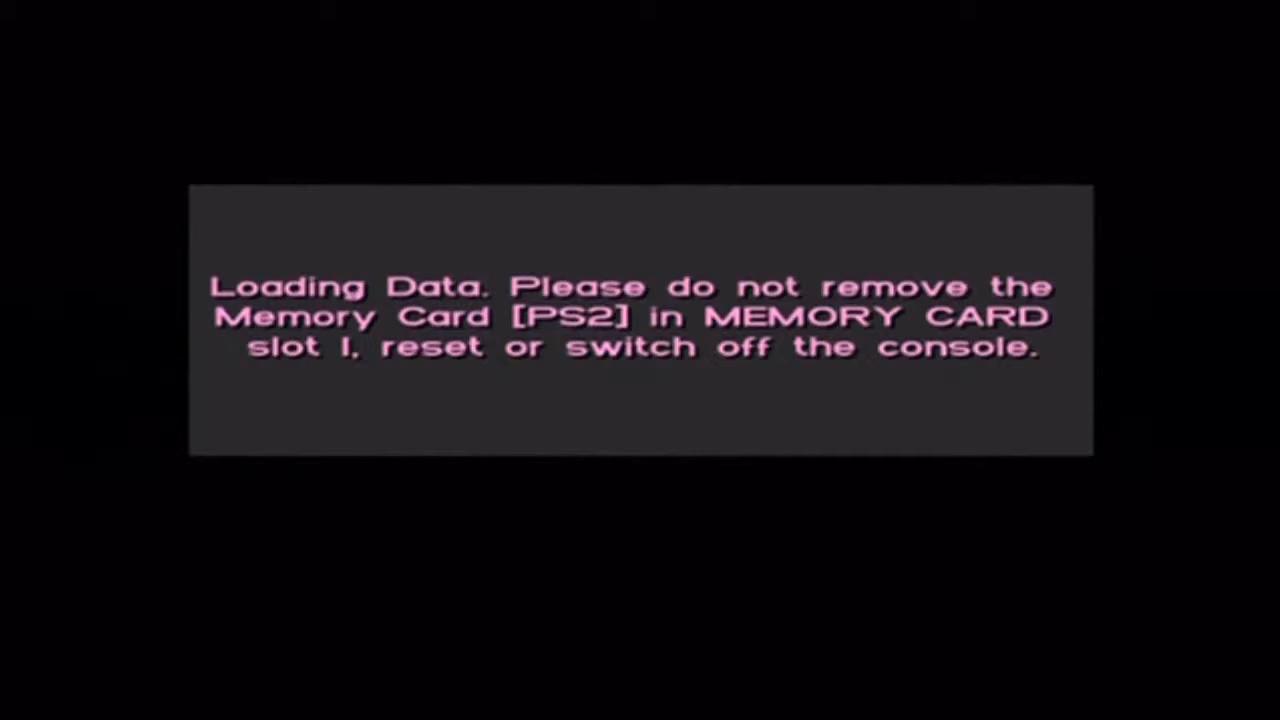 Loading Data. Please do not remove the
Memory Card [PS2] in MEMORY CARD
slot 1, reset or switch off the console.